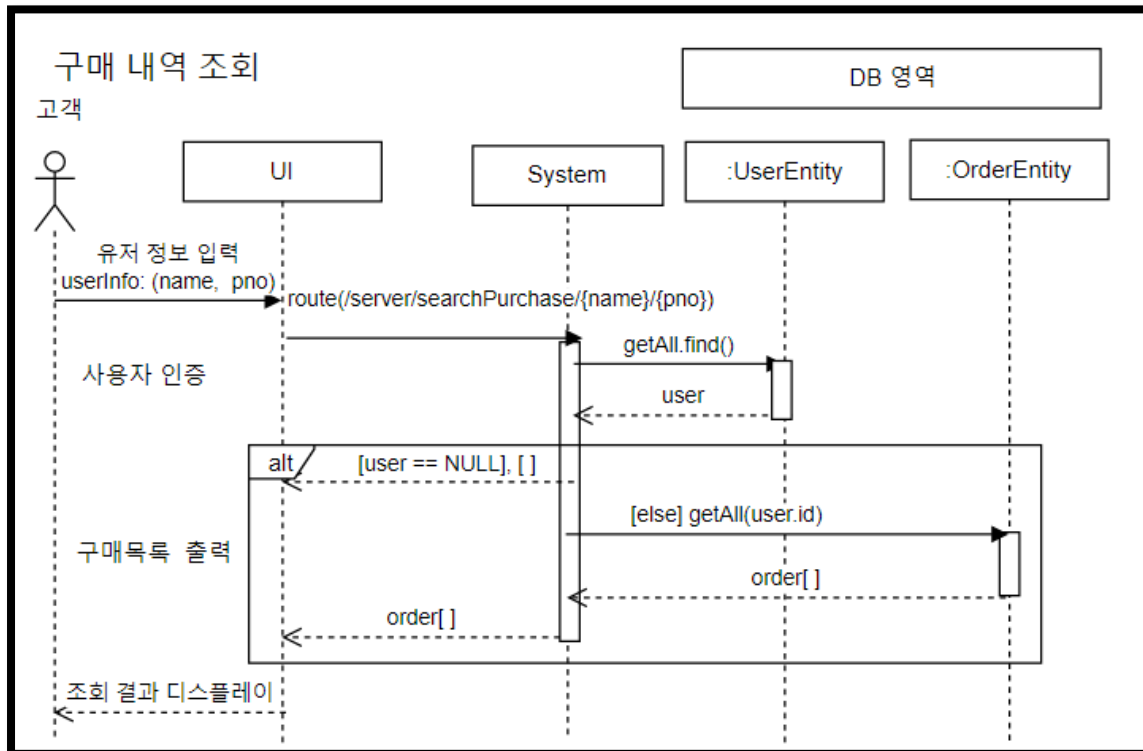 구매 내역 조회
DB 영역
고객
UI
System
:UserEntity
:OrderEntity
유저 정보 입력
userInfo: (name, pno)
route(/server/searchPurchase/{name}/{pno})
getAll.find()
사용자 인증
user
alt
[user == NULL], [ ]
[else] getAll(user.id)
구매목록 출력
order[ ]
order[ ]
조회 결과 디스플레이